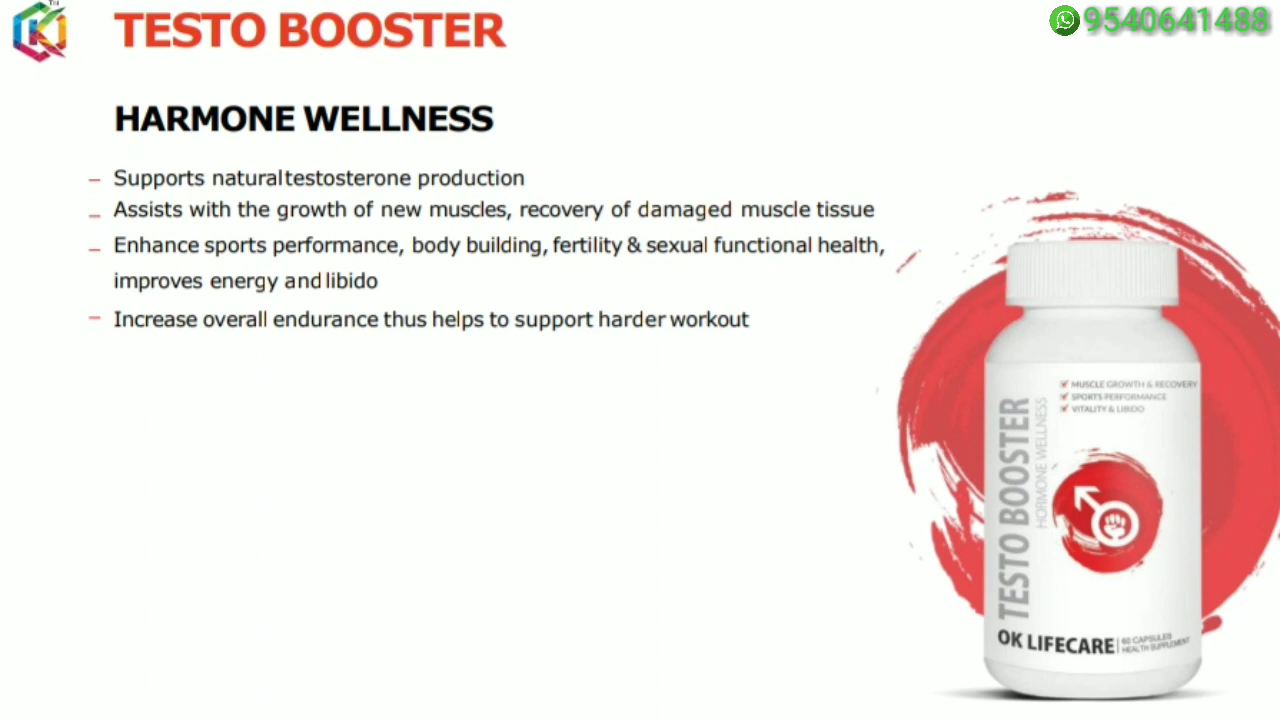 TM
TESTO BOOSTER
9540641488
HARMONE WELLNESS
– Supports natural testosterone production
– Assists with the growth of new muscles, recovery of damaged muscle tissue
– Enhance sports performance, body building, fertility & sexual functional health,
improves energy and libido
– Increase overall endurance thus helps to support harder workout
MUSCLE GROWTH & RECOVERY
SPORTS PERFORMANCE
VITALITY & LIBIDO
TESTO BOOSTER
HORMONE WELLNESS
OK LIFECARE
60 CAPSULES
HEALTH SUPPLEMENT